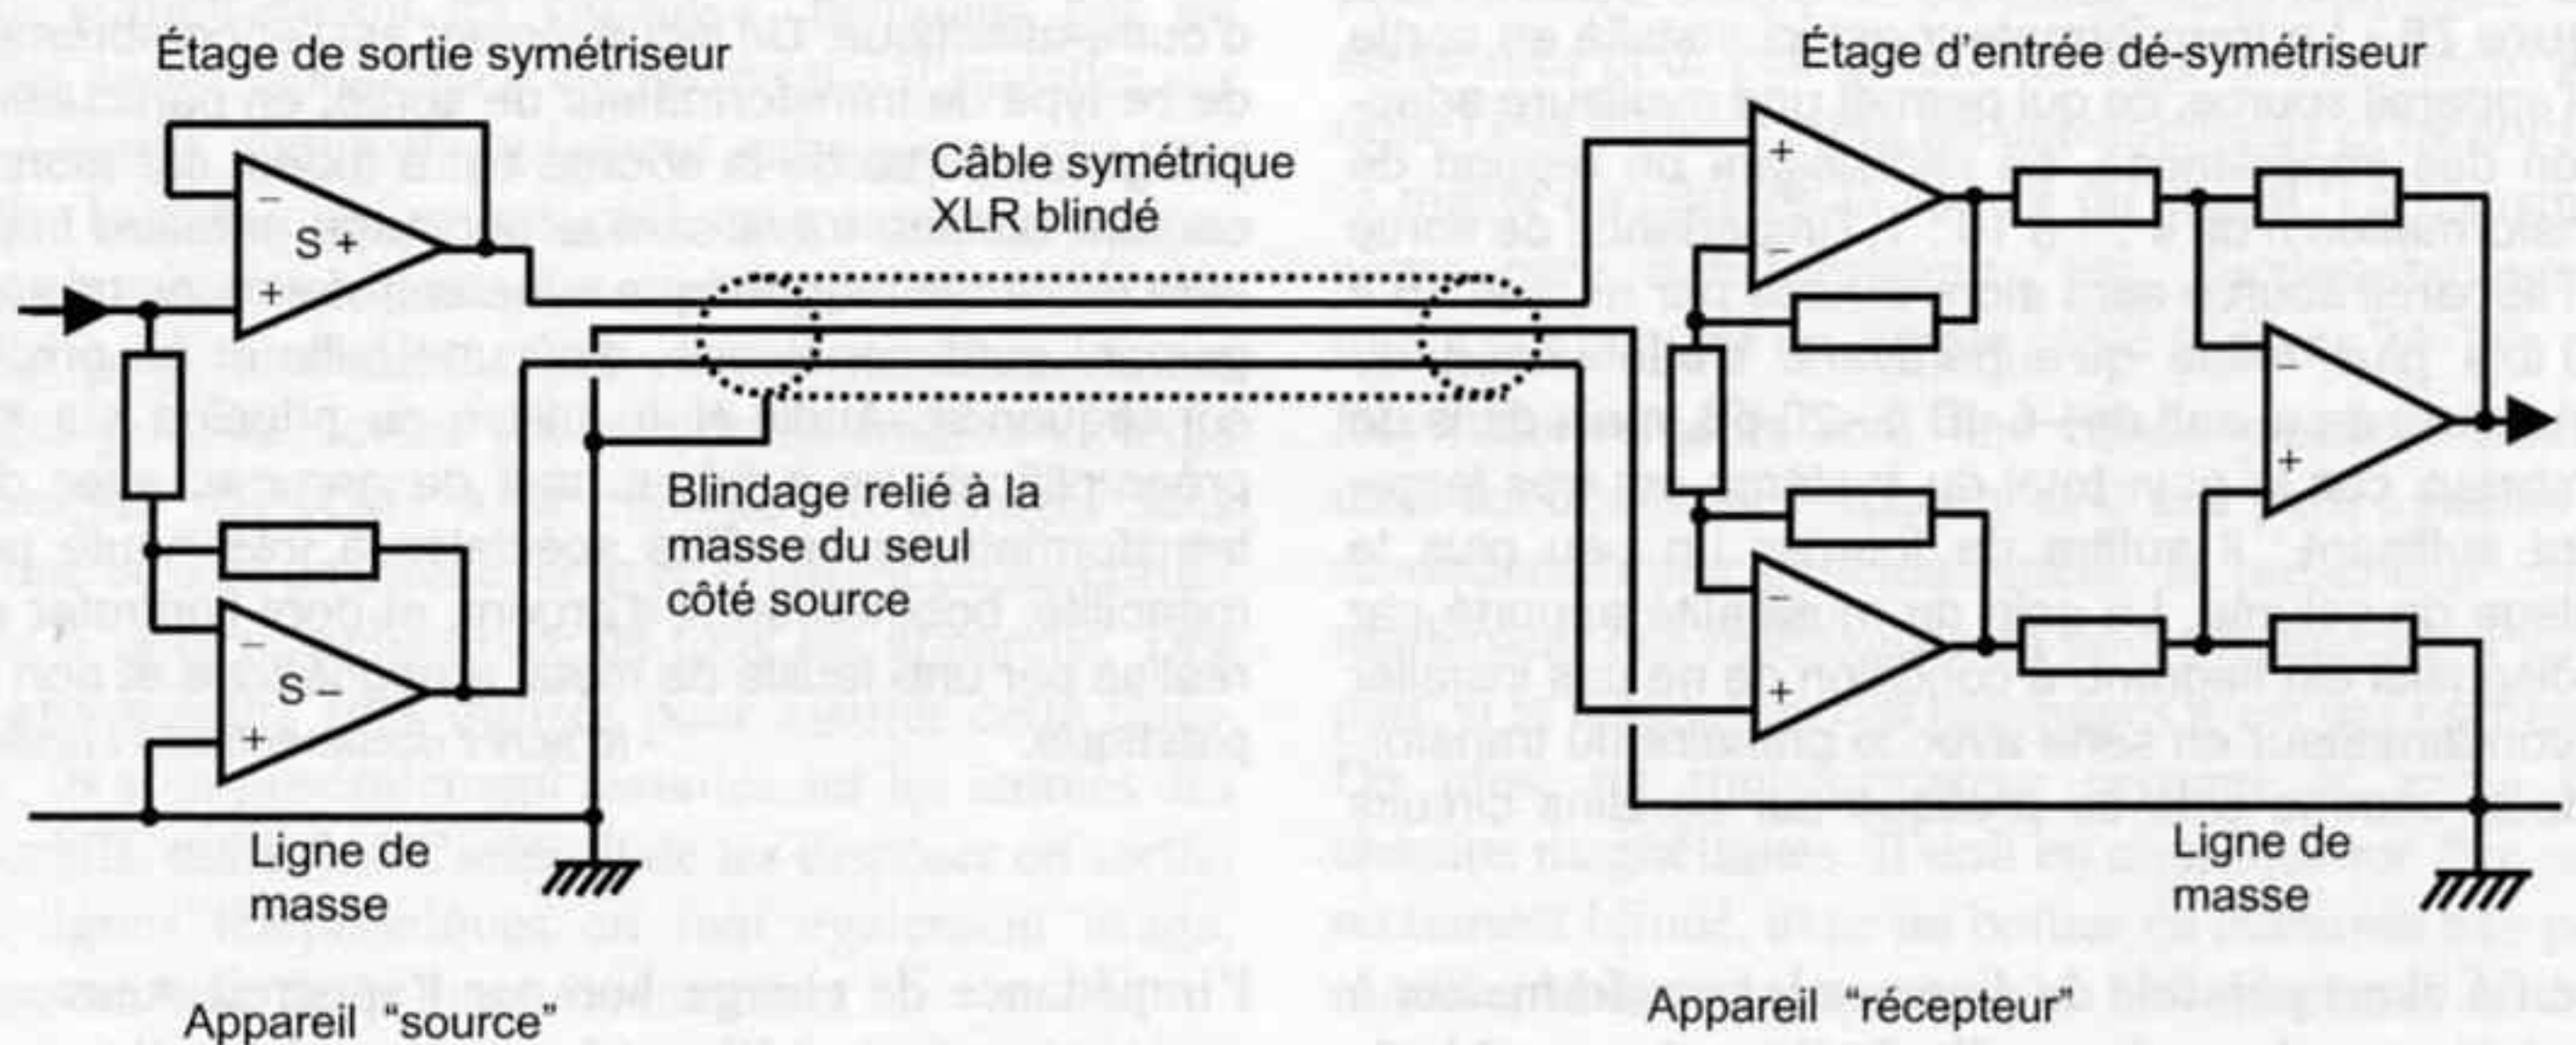 Étage de sortie symétriseur
Étage d'entrée dé-symétriseur
Câble symétrique
XLR blindé
–
S +
+
+
–
–
+
Blindage relié à la
masse du seul
côté source
–
S –
+
–
+
Ligne de
masse
Ligne de
masse
Appareil “source”
Appareil “récepteur”